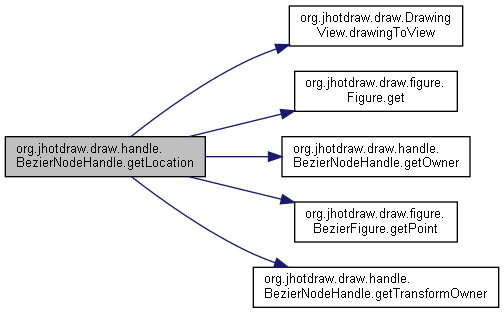 org.jhotdraw.draw.Drawing
View.drawingToView
org.jhotdraw.draw.figure.
Figure.get
org.jhotdraw.draw.handle.
BezierNodeHandle.getLocation
org.jhotdraw.draw.handle.
BezierNodeHandle.getOwner
org.jhotdraw.draw.figure.
BezierFigure.getPoint
org.jhotdraw.draw.handle.
BezierNodeHandle.getTransformOwner